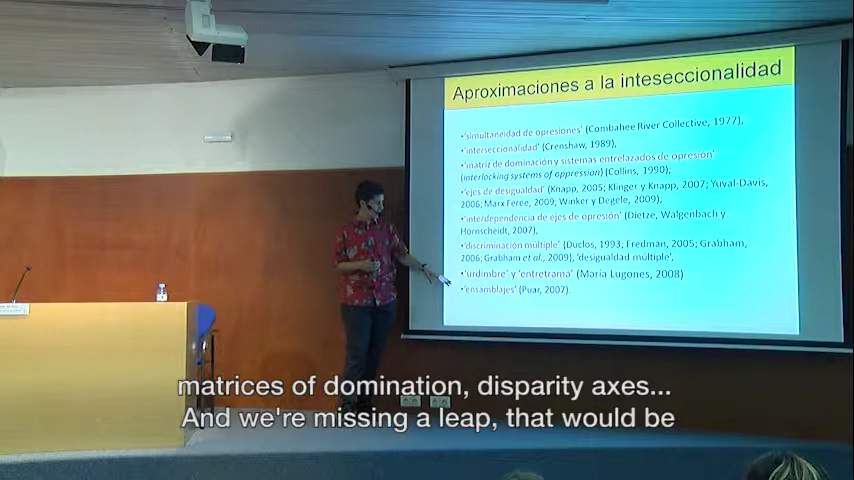 Aproximaciones a la inteseccionalidad
•'simultaneidad de opresiones' (Combahee River Collective, 1977),
•'interseccionalidad' (Crenshaw, 1989),
•'matriz de dominación y sistemas entrelazados de opresión'
(interlocking systems of oppression) (Collins, 1990),
•'ejes de desigualdad' (Knapp, 2005; Klinger y Knapp, 2007; Yuval-Davis,
2006; Marx Feree, 2009; Winker y Degele, 2009);
•'interdependencia de ejes de opresión' (Dietze, Walgenbach y
Hornscheidt, 2007),
•'discriminación múltiple' (Duclos, 1993; Fredman, 2005; Grabham,
2006; Grabham et al., 2009), 'desigualdad múltiple',
•'urdimbre' y 'entretrama' (María Lugones, 2008)
•'ensamblajes' (Puar, 2007).
matrices of domination, disparity axes...
And we're missing a leap, that would be